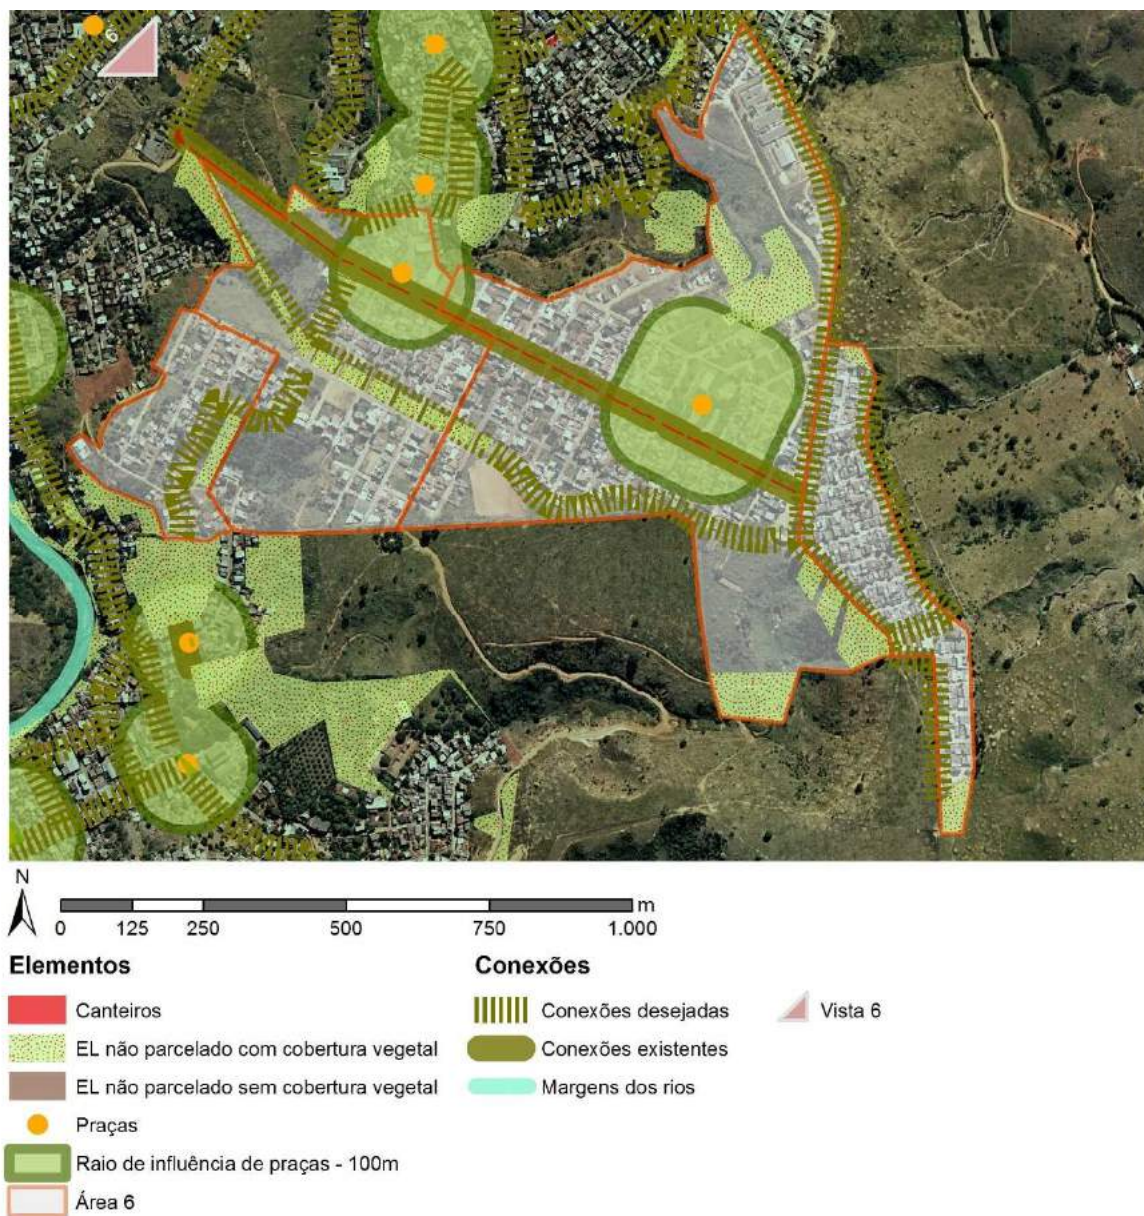 6
N
m
0 125 250 500 750 1.000
Elementos
Canteiros
EL não parcelado com cobertura vegetal
EL não parcelado sem cobertura vegetal
Praças
Raio de influência de praças - 100m
Área 6
Conexões
Conexões desejadas
Conexões existentes
Margens dos rios
Vista 6